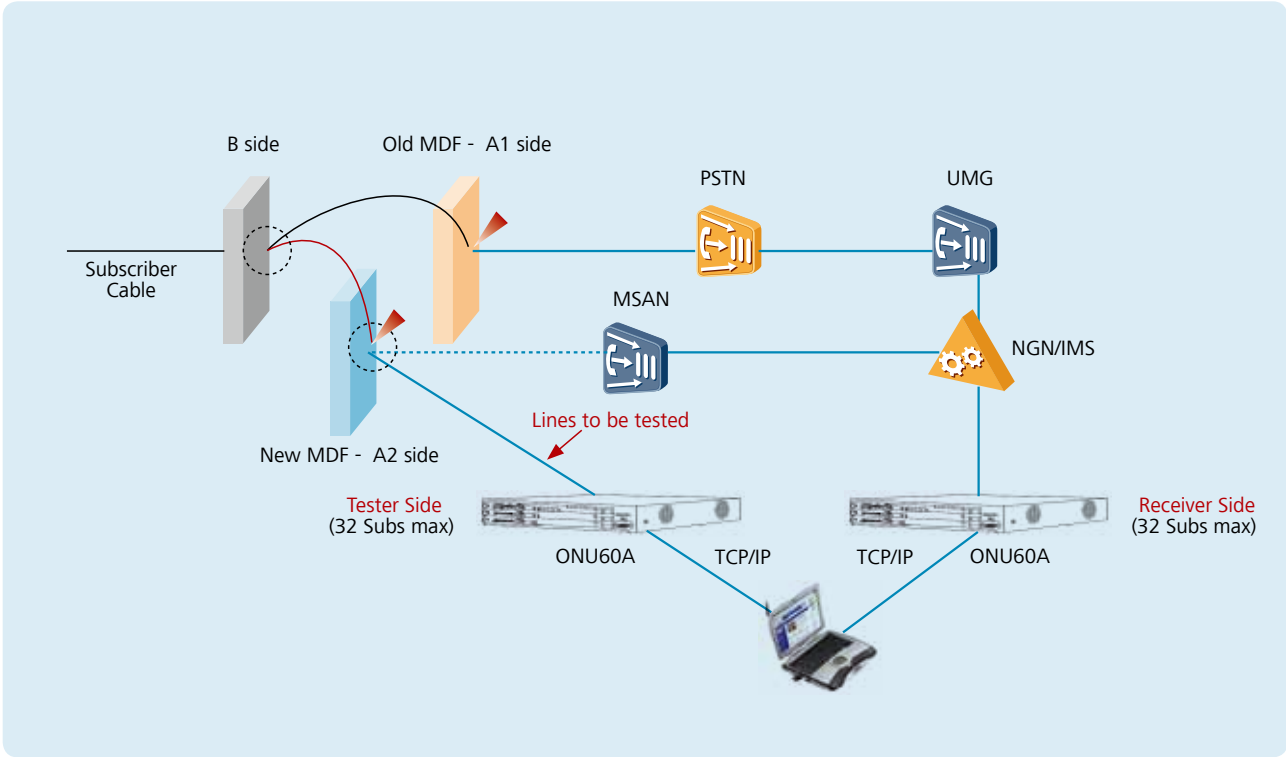 B side
Old MDF - A1 side
PSTN
UMG
Subscriber
Cable
MSAN
NGN/IMS
Lines to be tested
New MDF - A2 side
Tester Side
(32 Subs max)
Receiver Side
(32 Subs max)
ONU60A
TCP/IP
TCP/IP
ONU60A